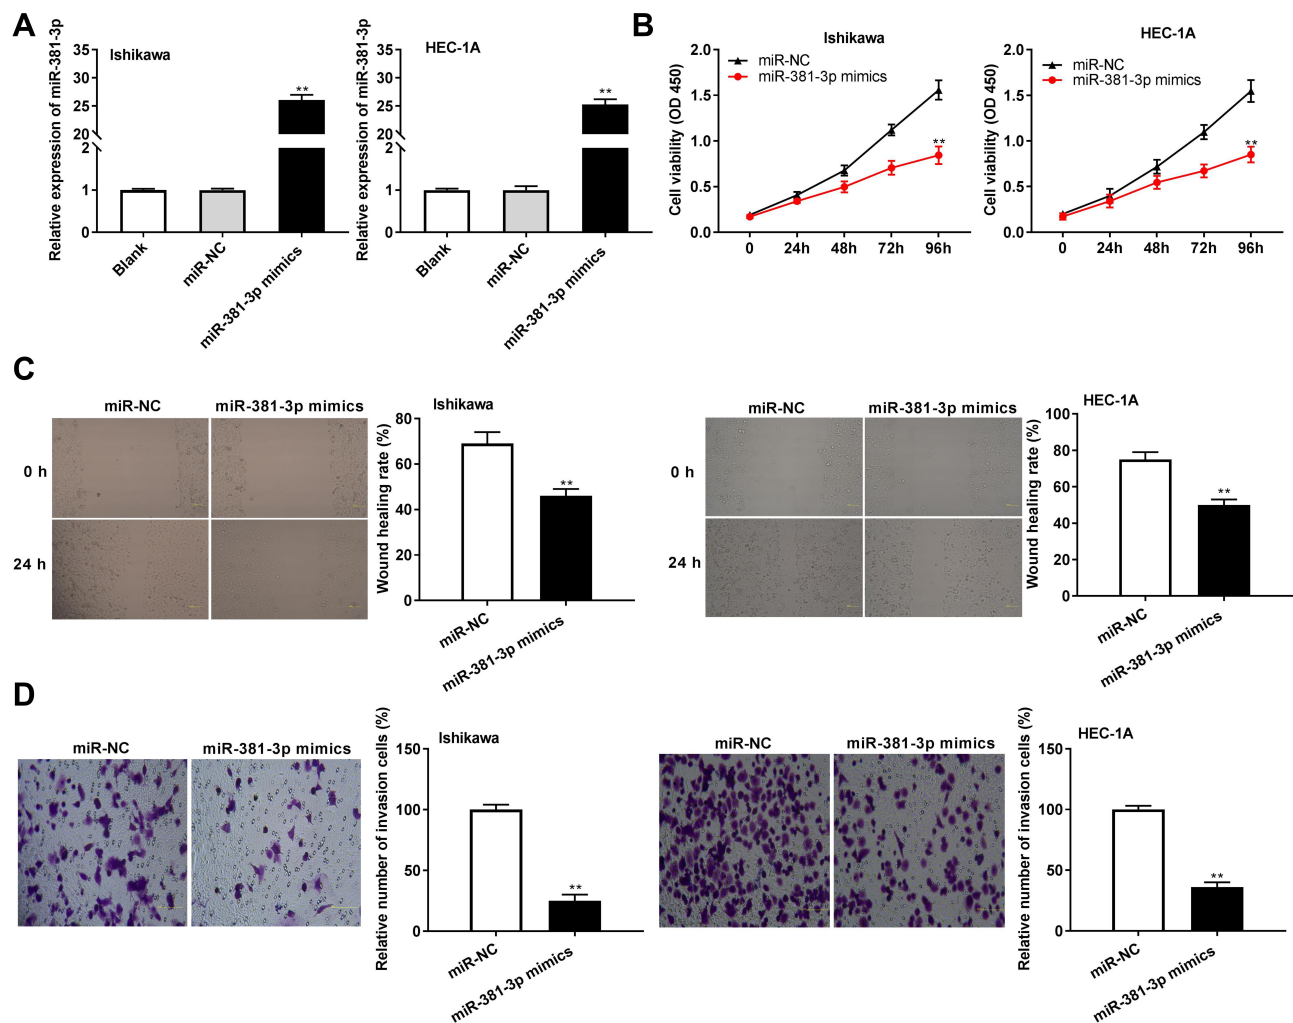 A
Relative expression of miR-381-3p
Ishikawa
35
30
25
20
2
1
0
**
Blank
miR-NC
miR-381-3p mimics
Relative expression of miR-381-3p
HEC-1A
35
30
25
20
2
1
0
**
Blank
miR-NC
miR-381-3p mimics
B
Cell viability (OD 450)
Ishikawa
miR-NC
miR-381-3p mimics
2.0
1.5
1.0
0.5
0.0
**
0 24h 48h 72h 96h
Cell viability (OD 450)
HEC-1A
miR-NC
miR-381-3p mimics
2.0
1.5
1.0
0.5
0.0
**
0 24h 48h 72h 96h
C
miR-NC miR-381-3p mimics
0 h
24 h
Wound healing rate (%)
Ishikawa
80
60
40
20
0
**
miR-NC
miR-381-3p mimics
miR-NC miR-381-3p mimics
0 h
24 h
Wound healing rate (%)
HEC-1A
100
80
60
40
20
0
**
miR-NC
miR-381-3p mimics
D
miR-NC miR-381-3p mimics
Relative number of invasion cells (%)
Ishikawa
150
100
50
0
**
miR-NC
miR-381-3p mimics
miR-NC miR-381-3p mimics
Relative number of invasion cells (%)
HEC-1A
150
100
50
0
**
miR-NC
miR-381-3p mimics